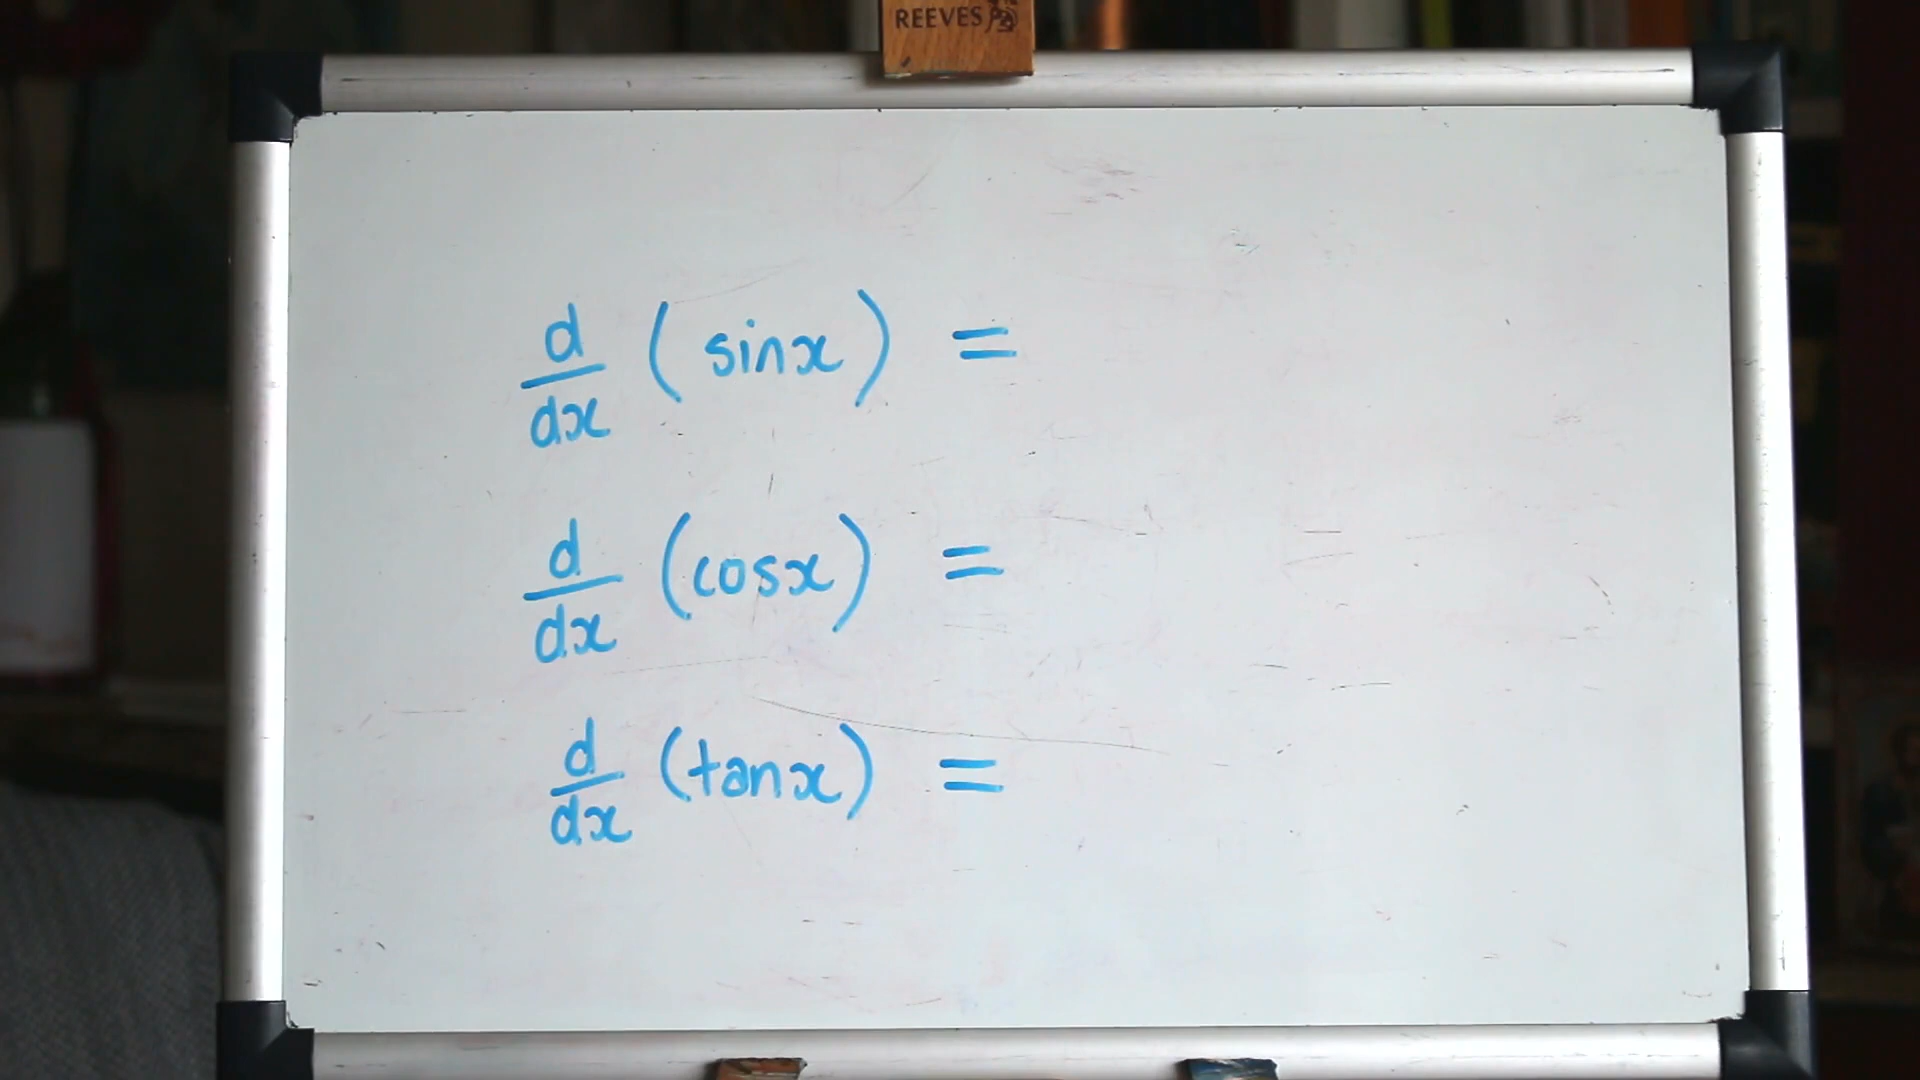 REEVES
d/dx (sinx) =
d/dx (cosx) =
d/dx (tanx) =